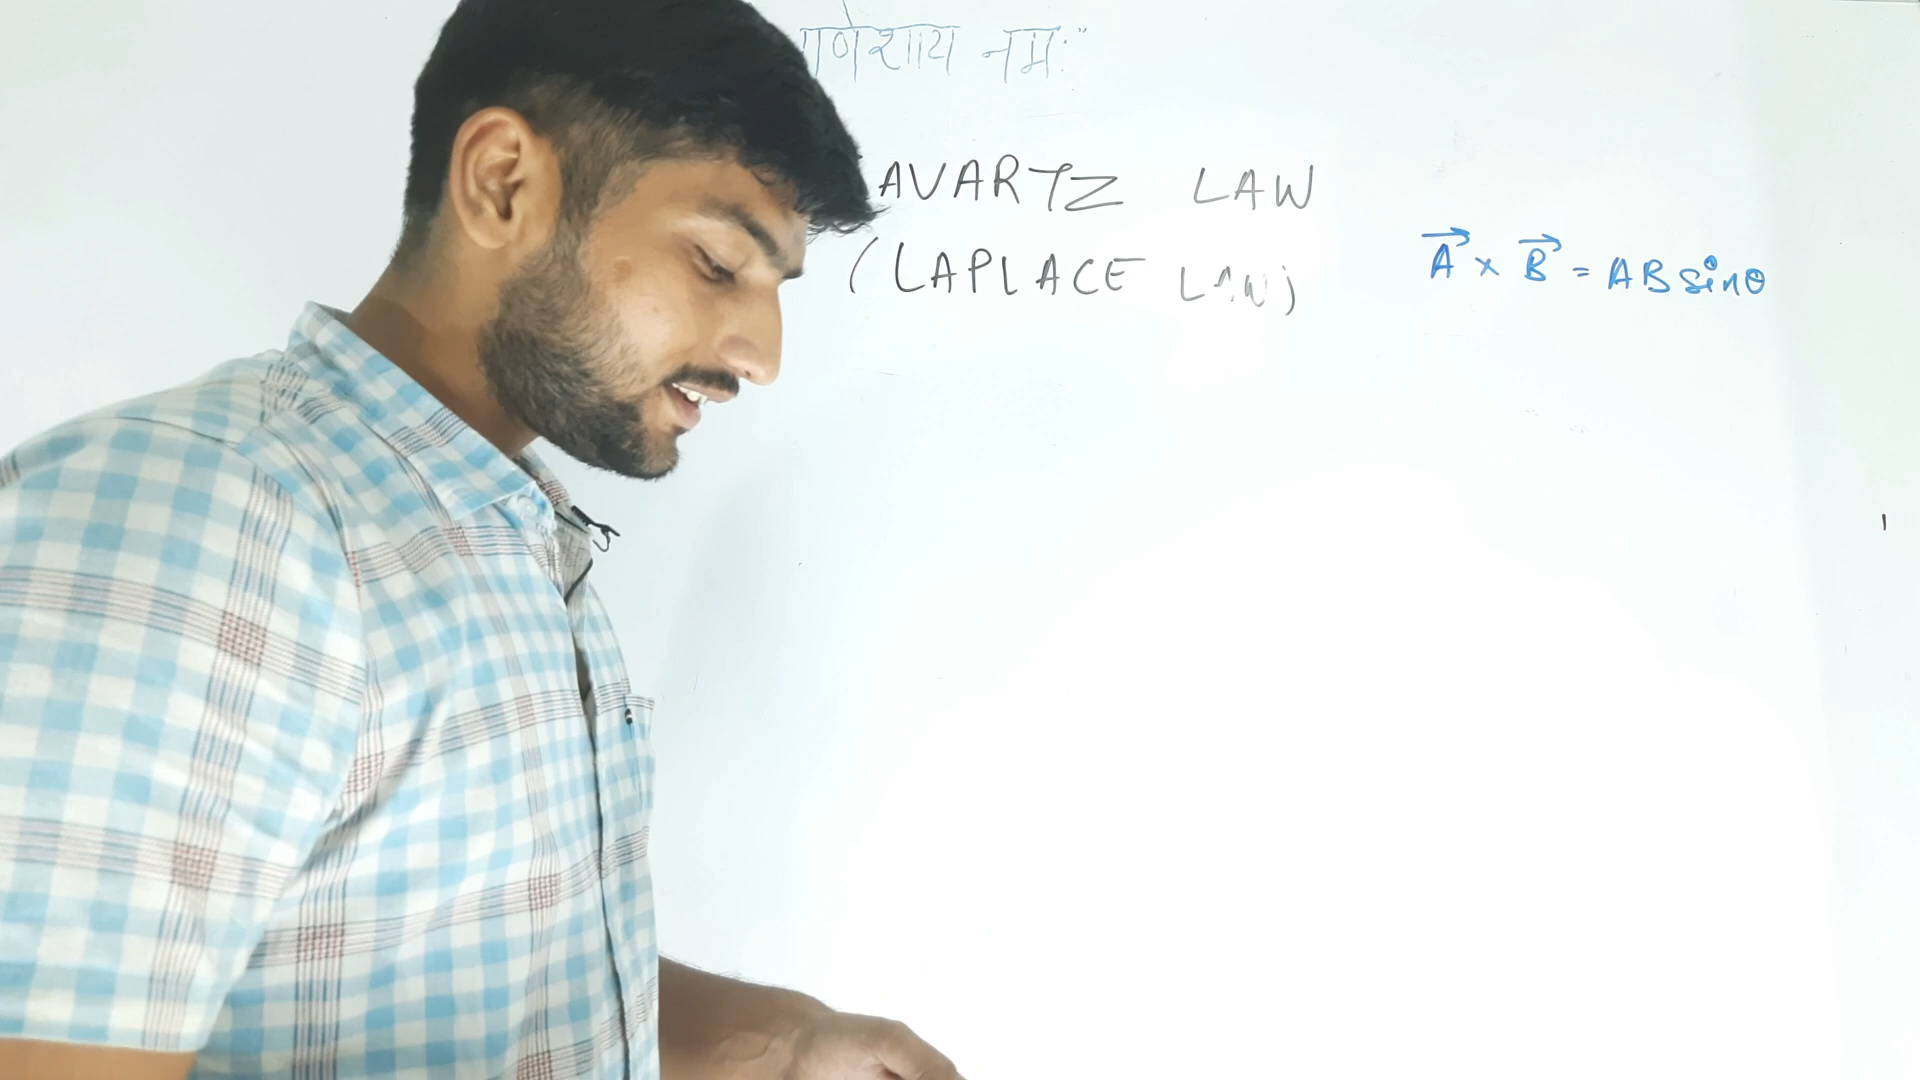 गणेशाय नमः"
AVARTZ LAW
(LAPLACE LAW)
A⃗ × B⃗ = AB sinθ